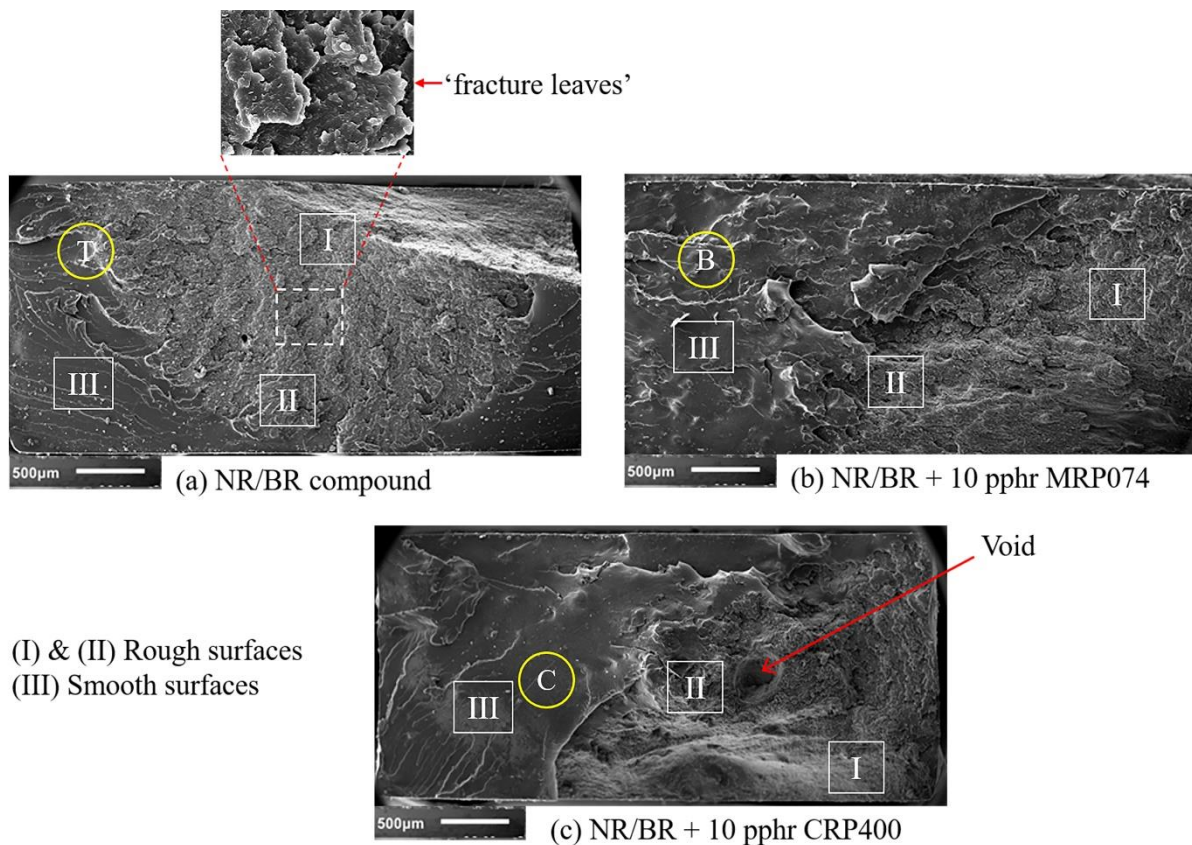 ‘fracture leaves’
T
I
III
II
500µm
(a) NR/BR compound
B
I
III
II
500µm
(b) NR/BR + 10 pphr MRP074
Void
(I) & (II) Rough surfaces
(III) Smooth surfaces
C
II
III
I
500µm
(c) NR/BR + 10 pphr CRP400